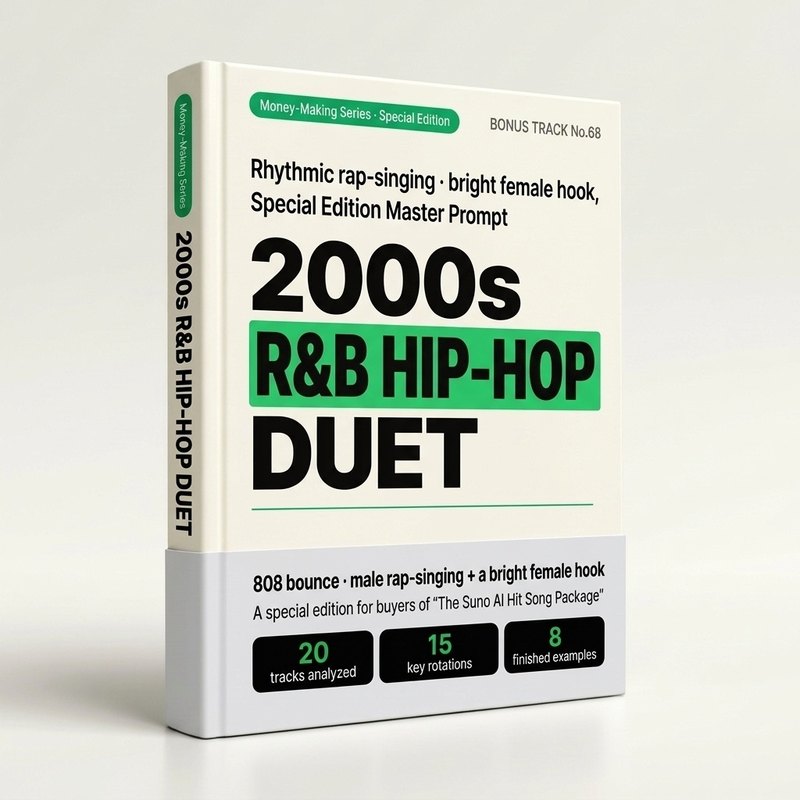 Money-Making Series · Special Edition
BONUS TRACK No.68
Rhythmic rap-singing · bright female hook,
Special Edition Master Prompt
2000s
R&B HIP-HOP
DUET
808 bounce · male rap-singing + a bright female hook
A special edition for buyers of “The Suno AI Hit Song Package”
20
tracks analyzed
15
key rotations
8
finished examples
Money-Making Series
2000s R&B HIP-HOP DUET